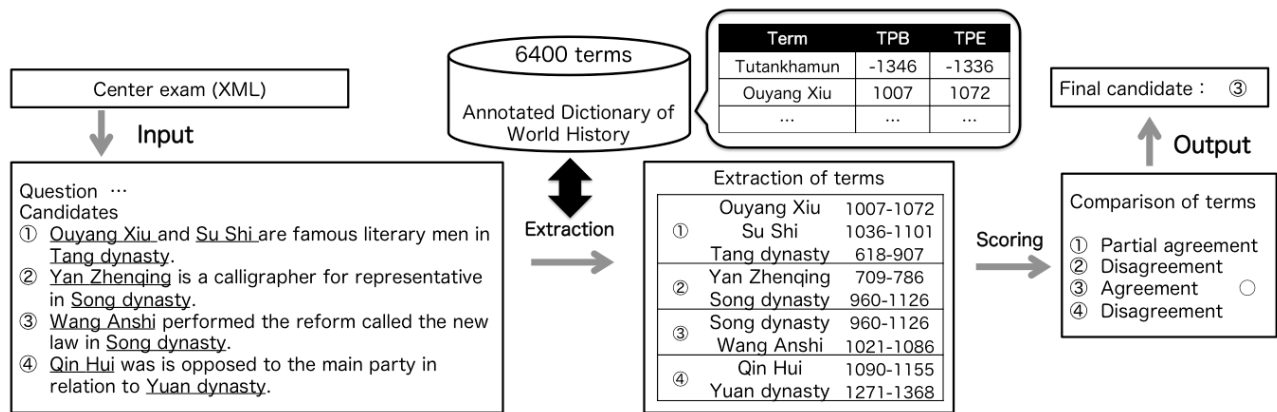 Center exam (XML)
Input
Question …
Candidates
① Ouyang Xiu and Su Shi are famous literary men in
Tang dynasty.
② Yan Zhenqing is a calligrapher for representative
in Song dynasty.
③ Wang Anshi performed the reform called the new
law in Song dynasty.
④ Qin Hui was is opposed to the main party in
relation to Yuan dynasty.
6400 terms
Annotated Dictionary of
World History
Term TPB TPE
Tutankhamun -1346 -1336
Ouyang Xiu 1007 1072
… … …
Extraction
Extraction of terms
① Ouyang Xiu 1007-1072
Su Shi 1036-1101
Tang dynasty 618-907
② Yan Zhenqing 709-786
Song dynasty 960-1126
③ Song dynasty 960-1126
Wang Anshi 1021-1086
④ Qin Hui 1090-1155
Yuan dynasty 1271-1368
Scoring
Comparison of terms
① Partial agreement
② Disagreement
③ Agreement ○
④ Disagreement
Output
Final candidate : ③